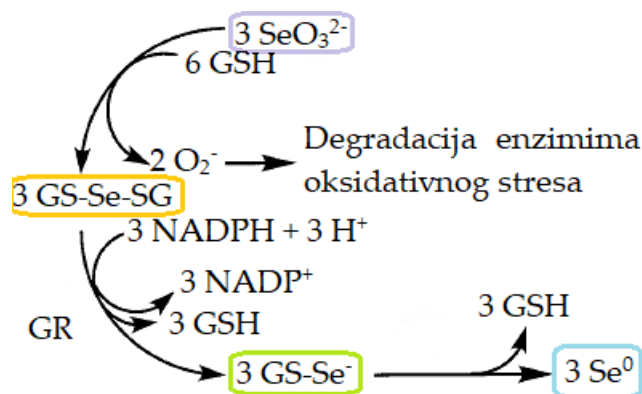 3 SeO₃²⁻
6 GSH
2 O₂⁻
Degradacija enzimima
oksidativnog stresa
3 GS-Se-SG
3 NADPH + 3 H⁺
3 NADP⁺
3 GSH
GR
3 GSH
3 GS-Se⁻
3 Se⁰